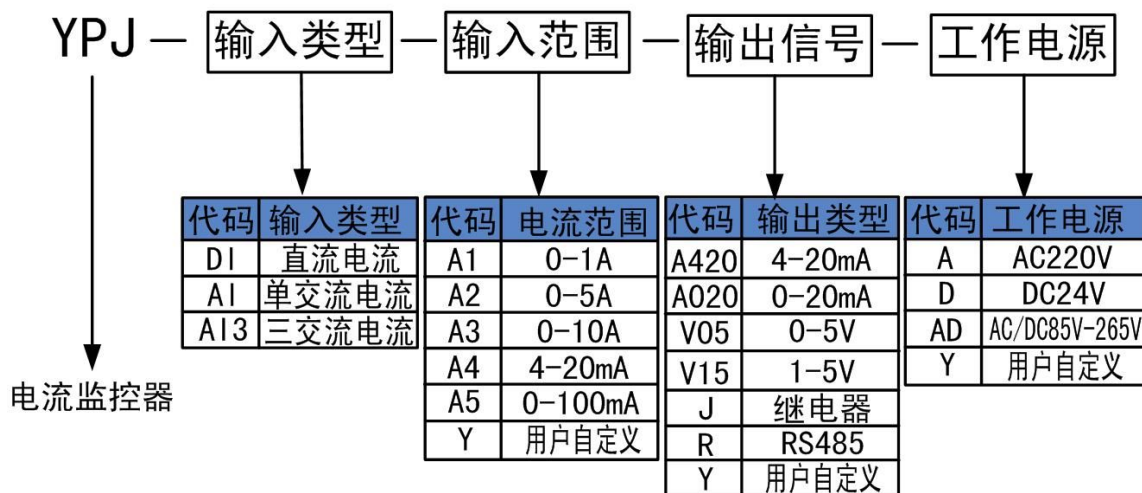 YPJ — 输入类型 — 输入范围 — 输出信号 — 工作电源
代码 输入类型
DI 直流电流
AI 单交流电流
AI3 三交流电流
代码 电流范围
A1 0-1A
A2 0-5A
A3 0-10A
A4 4-20mA
A5 0-100mA
Y 用户自定义
代码 输出类型
A420 4-20mA
A020 0-20mA
V05 0-5V
V15 1-5V
J 继电器
R RS485
Y 用户自定义
代码 工作电源
A AC220V
D DC24V
AD AC/DC85V-265V
Y 用户自定义
电流监控器